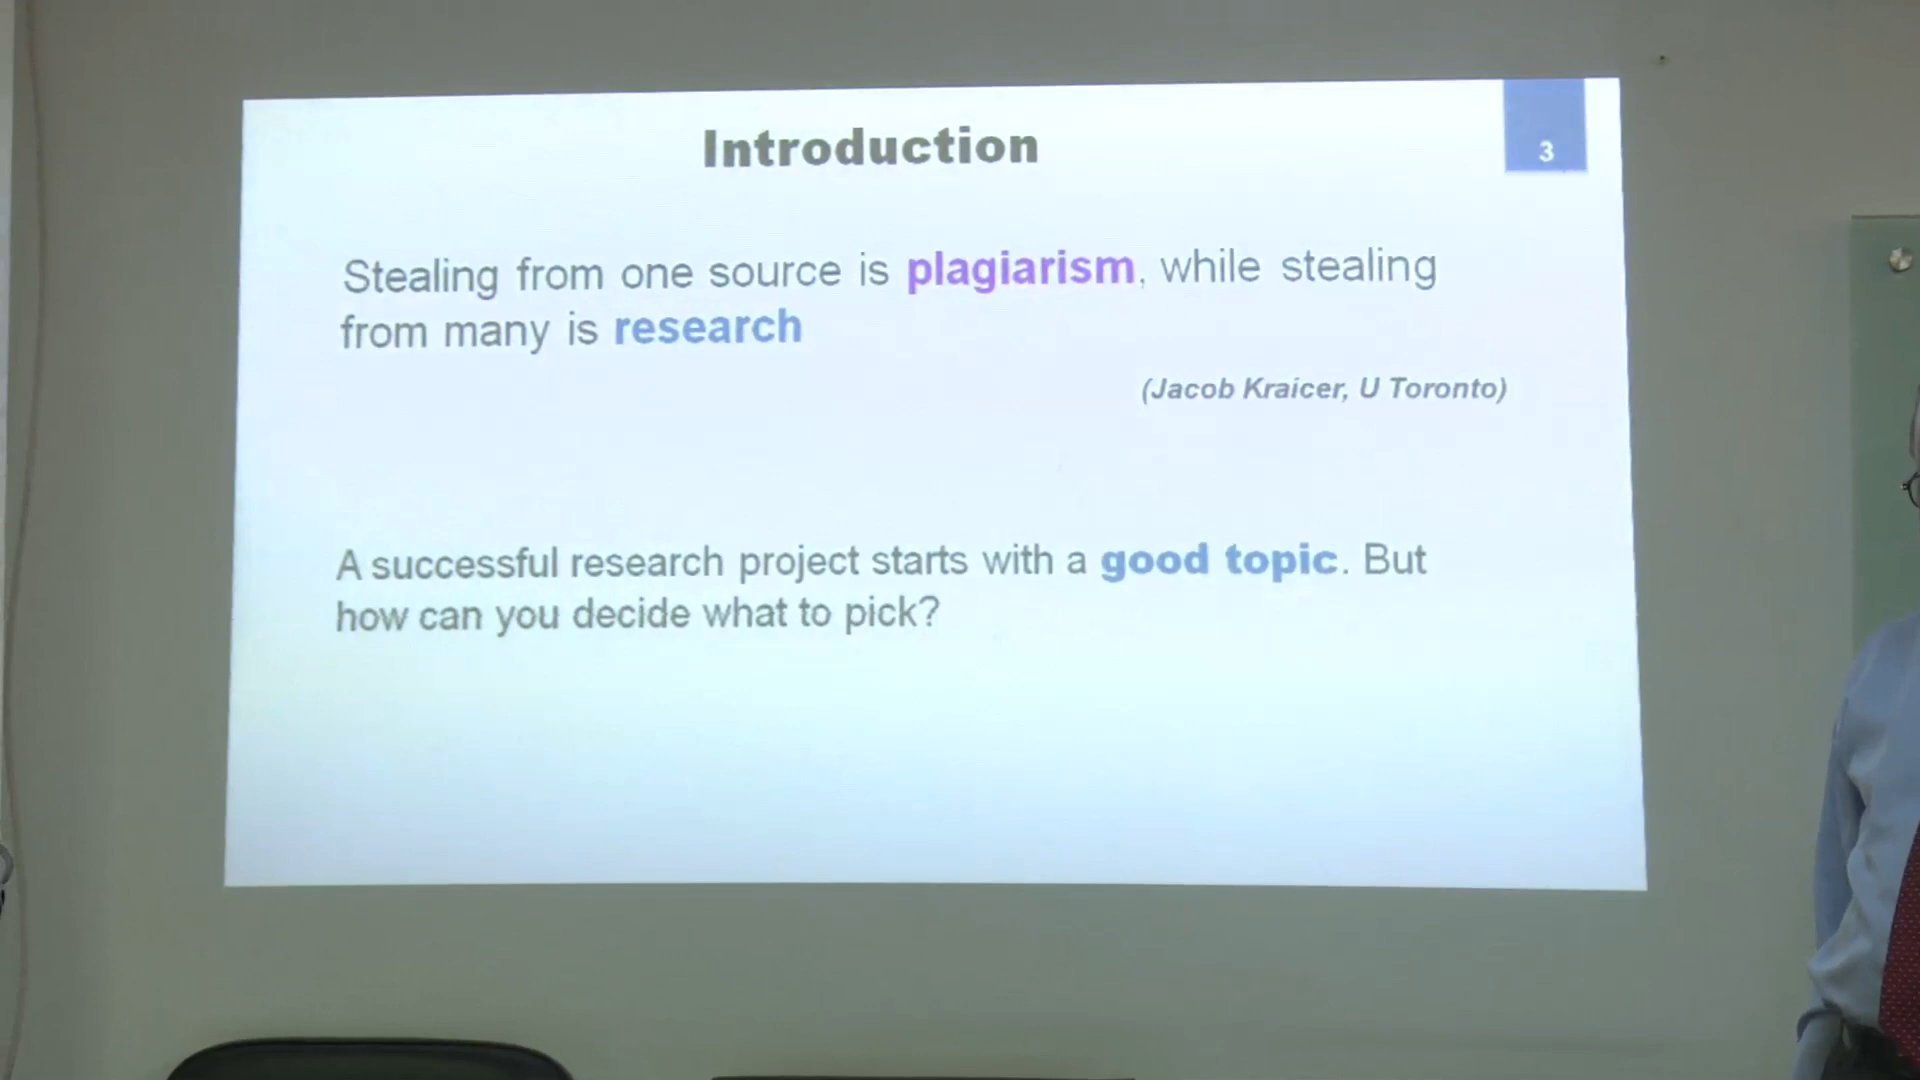 Introduction
3
Stealing from one source is plagiarism, while stealing
from many is research
(Jacob Kraicer, U Toronto)
A successful research project starts with a good topic. But
how can you decide what to pick?